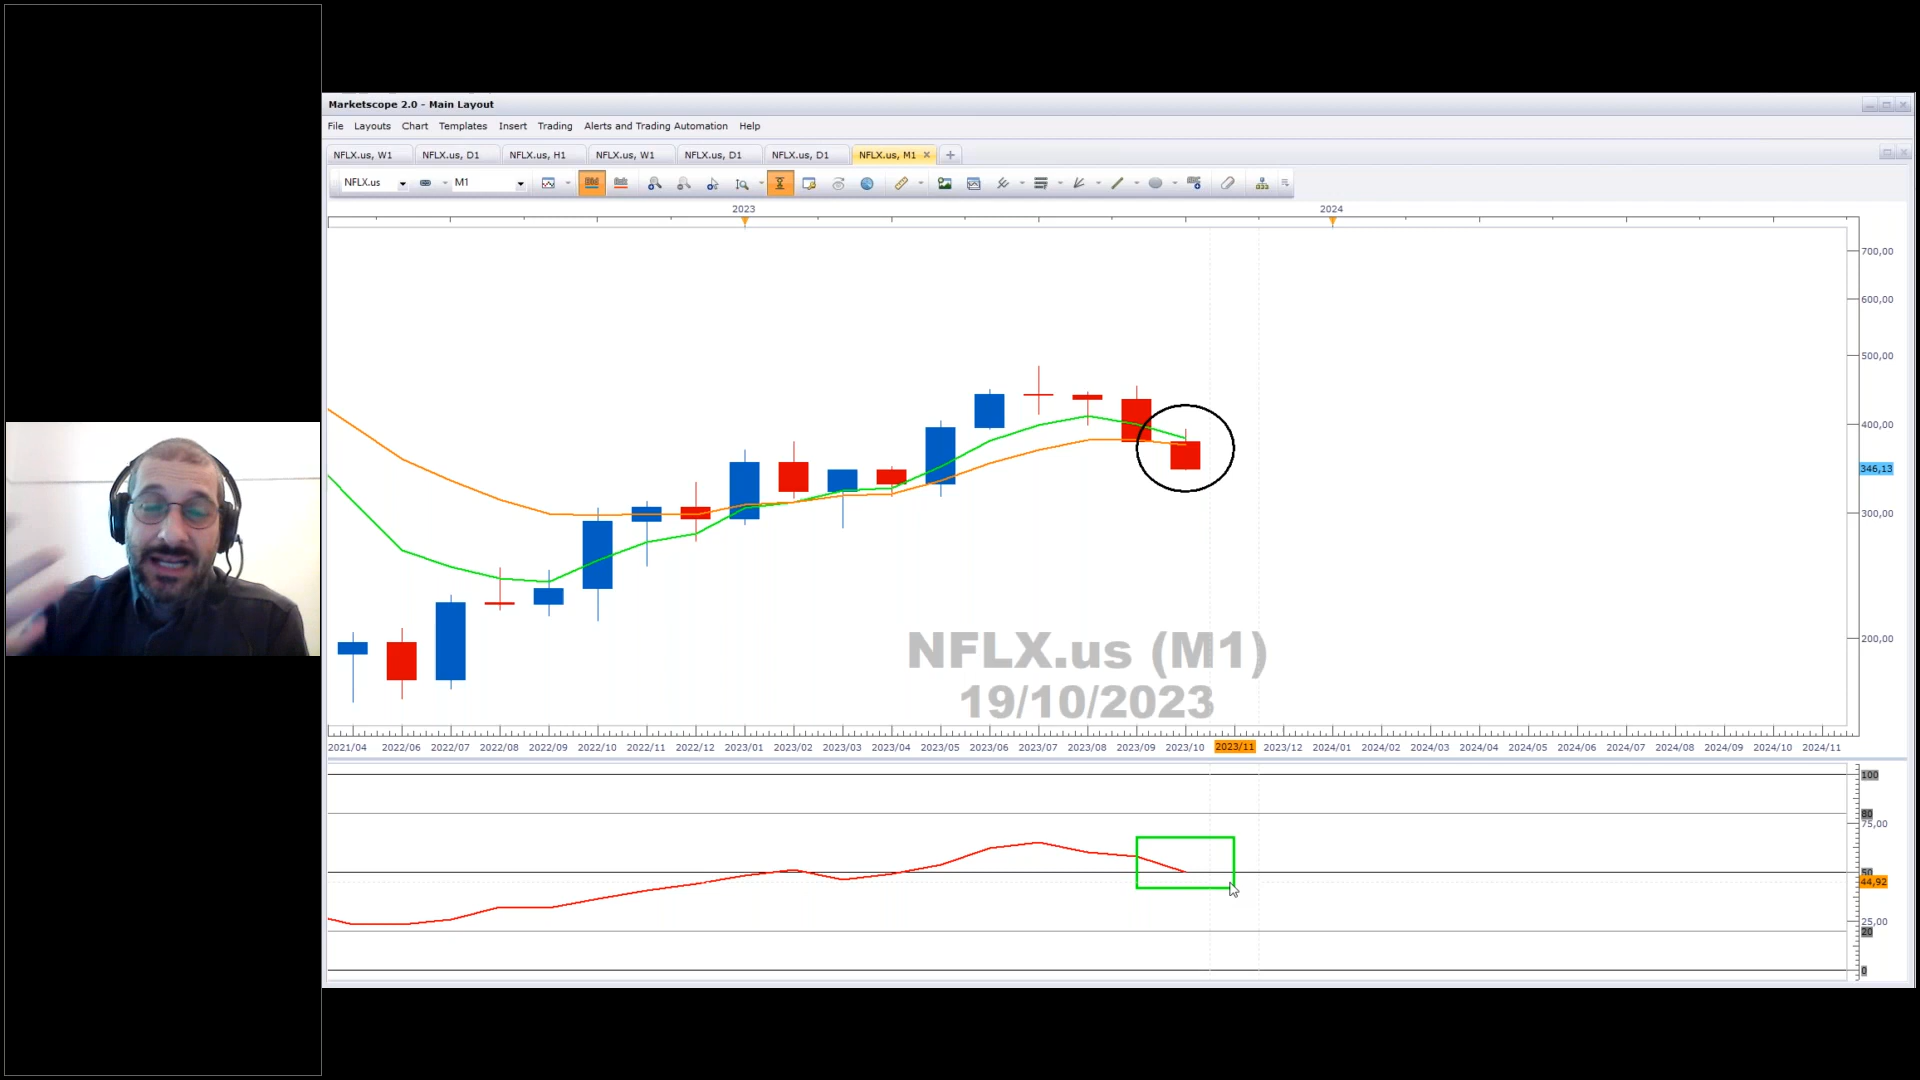 Marketscope 2.0 - Main Layout
File Layouts Chart Templates Insert Trading Alerts and Trading Automation Help
NFLX.us, W1 NFLX.us, D1 NFLX.us, H1 NFLX.us, W1 NFLX.us, D1 NFLX.us, D1 NFLX.us, M1
NFLX.us M1
2023 2024
700,00
600,00
500,00
400,00
346,13
300,00
200,00
NFLX.us (M1)
19/10/2023
2021/04 2022/06 2022/07 2022/08 2022/09 2022/10 2022/11 2022/12 2023/01 2023/02 2023/03 2023/04 2023/05 2023/06 2023/07 2023/08 2023/09 2023/10 2023/11 2023/12 2024/01 2024/02 2024/03 2024/04 2024/05 2024/06 2024/07 2024/08 2024/09 2024/10 2024/11
100
80
75,00
50
44,92
25,00
20
0